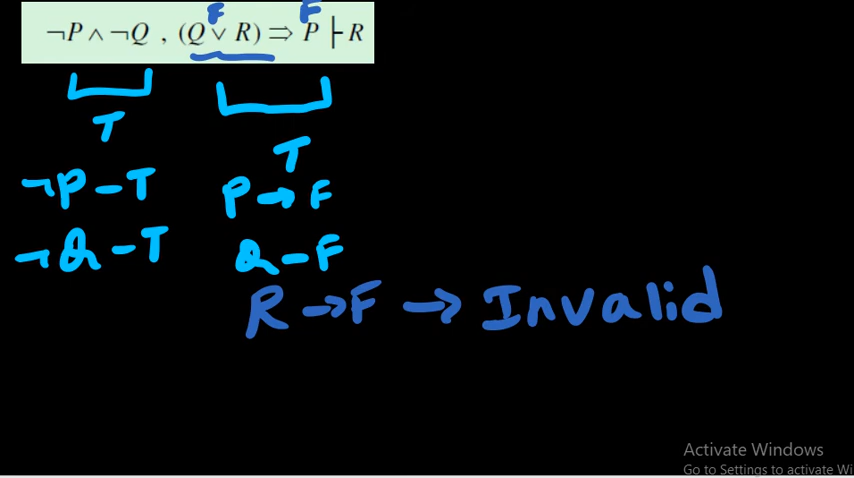 F F
¬P ∧ ¬Q , (Q ∨ R) ⇒ P ⊢ R
T T
¬P – T P → F
¬Q – T Q – F
R → F → Invalid
Activate Windows
Go to Settings to activate Wi